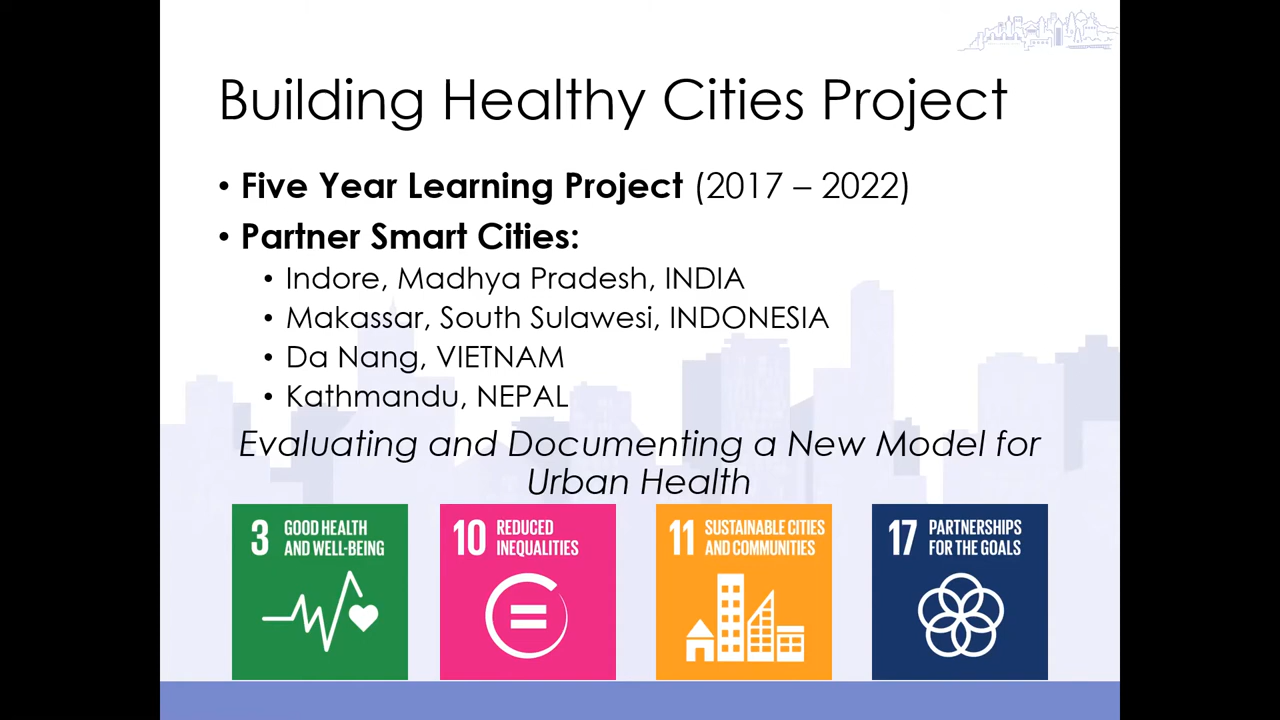 Building Healthy Cities Project
• Five Year Learning Project (2017 – 2022)
• Partner Smart Cities:
• Indore, Madhya Pradesh, INDIA
• Makassar, South Sulawesi, INDONESIA
• Da Nang, VIETNAM
• Kathmandu, NEPAL
Evaluating and Documenting a New Model for
Urban Health
3 GOOD HEALTH
AND WELL-BEING
10 REDUCED
INEQUALITIES
11 SUSTAINABLE CITIES
AND COMMUNITIES
17 PARTNERSHIPS
FOR THE GOALS